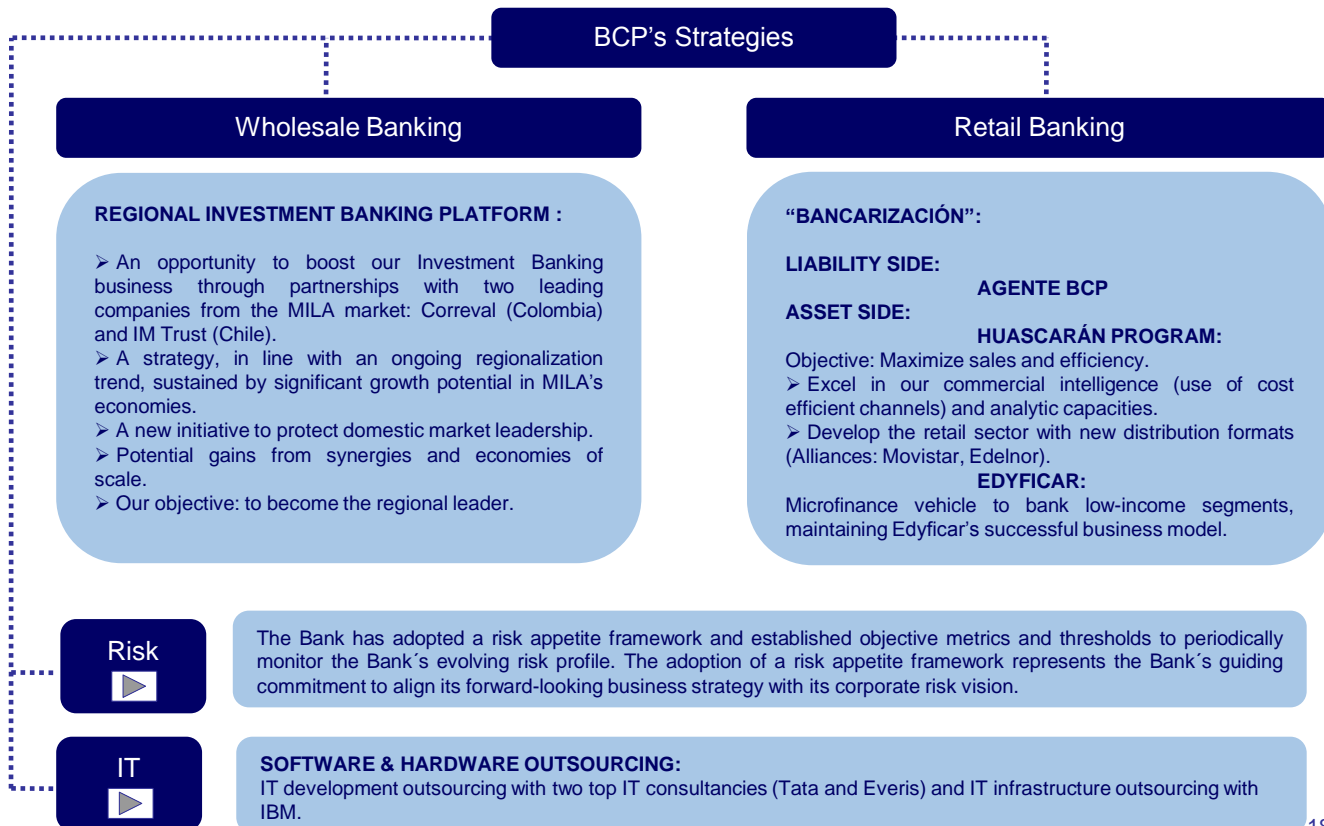 BCP's Strategies
Wholesale Banking
REGIONAL INVESTMENT BANKING PLATFORM :
➢ An opportunity to boost our Investment Banking
business through partnerships with two leading
companies from the MILA market: Correval (Colombia)
and IM Trust (Chile).
➢ A strategy, in line with an ongoing regionalization
trend, sustained by significant growth potential in MILA's
economies.
➢ A new initiative to protect domestic market leadership.
➢ Potential gains from synergies and economies of
scale.
➢ Our objective: to become the regional leader.
Retail Banking
“BANCARIZACIÓN”:
LIABILITY SIDE:
AGENTE BCP
ASSET SIDE:
HUASCARÁN PROGRAM:
Objective: Maximize sales and efficiency.
➢ Excel in our commercial intelligence (use of cost
efficient channels) and analytic capacities.
➢ Develop the retail sector with new distribution formats
(Alliances: Movistar, Edelnor).
EDYFICAR:
Microfinance vehicle to bank low-income segments,
maintaining Edyficar's successful business model.
Risk
The Bank has adopted a risk appetite framework and established objective metrics and thresholds to periodically
monitor the Bank´s evolving risk profile. The adoption of a risk appetite framework represents the Bank´s guiding
commitment to align its forward-looking business strategy with its corporate risk vision.
IT
SOFTWARE & HARDWARE OUTSOURCING:
IT development outsourcing with two top IT consultancies (Tata and Everis) and IT infrastructure outsourcing with
IBM.